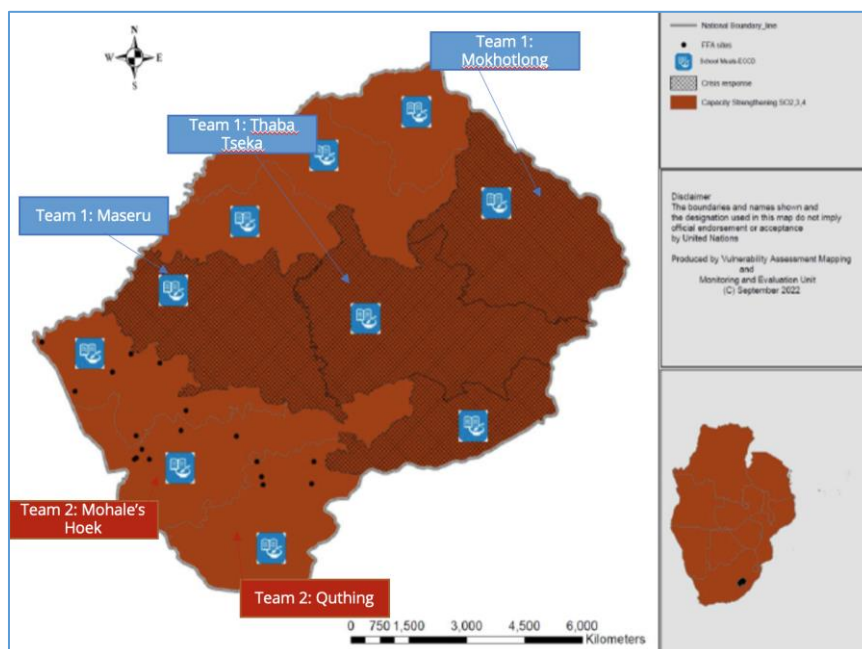 N
W E
S
Team 1:
Mokhotlong
Team 1: Thaba
Tseka
Team 1: Maseru
Team 2: Mohale's
Hoek
Team 2: Quthing
0 750 1,500 3,000 4,500 6,000
Kilometers
National Boundary_line
FFA sites
School Meals-ECCD
Crisis response
Capacity Strengthening SO2,3,4
Disclaimer
The boundaries and names shown and
the designation used in this map do not imply
official endorsement or acceptance
by United Nations
Produced by Vulnerability Assessment Mapping
and
Monitoring and Evaluation Unit
(C) September 2022